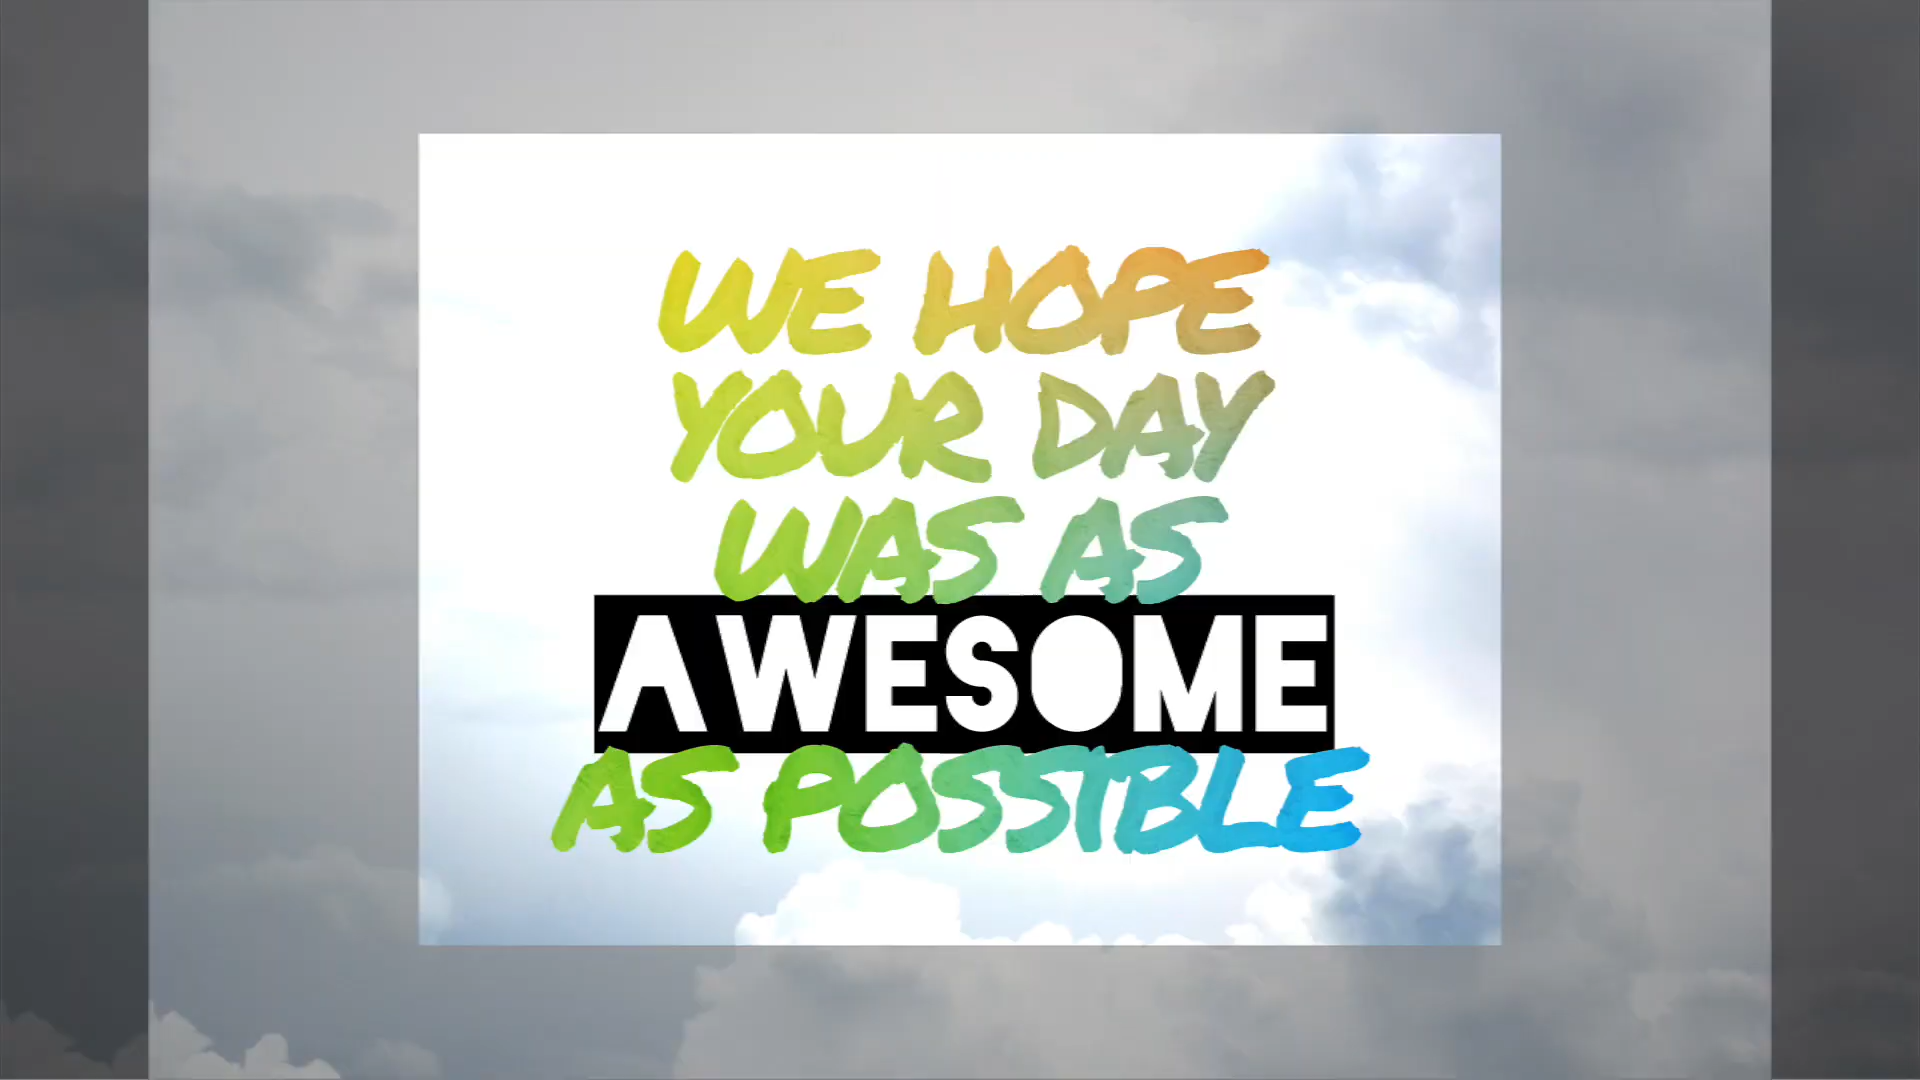 WE HOPE
YOUR DAY
WAS AS
AWESOME
AS POSSIBLE